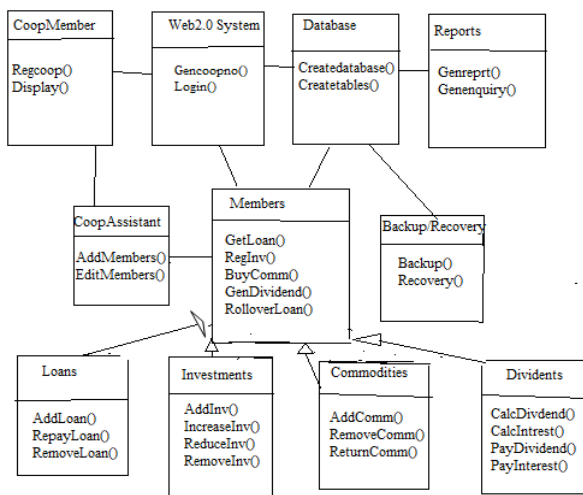 CoopMember
Regcoop()
Display()
Web2.0 System
Gencoopno()
Login()
Database
Createdatabase()
Createtables()
Reports
Genreprt()
Genenquiry()
CoopAssistant
AddMembers()
EditMembers()
Members
GetLoan()
RegInv()
BuyComm()
GenDividend()
RolloverLoan()
Backup/Recovery
Backup()
Recovery()
Loans
AddLoan()
RepayLoan()
RemoveLoan()
Investments
AddInv()
IncreaseInv()
ReduceInv()
RemoveInv()
Commodities
AddComm()
RemoveComm()
ReturnComm()
Dividents
CalcDivdend()
CalcIntrest()
PayDividend()
PayInterest()